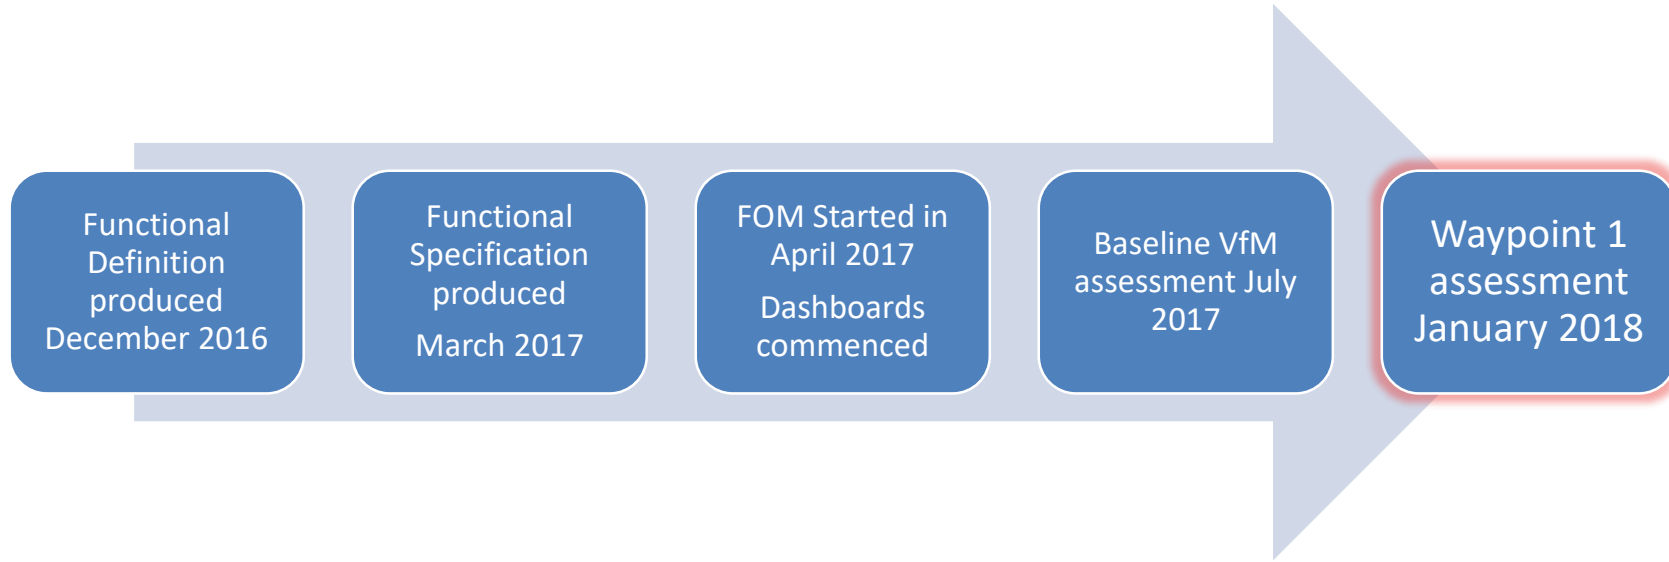 Functional
Definition
produced
December 2016
Functional
Specification
produced
March 2017
FOM Started in
April 2017
Dashboards
commenced
Baseline VfM
assessment July
2017
Waypoint 1
assessment
January 2018